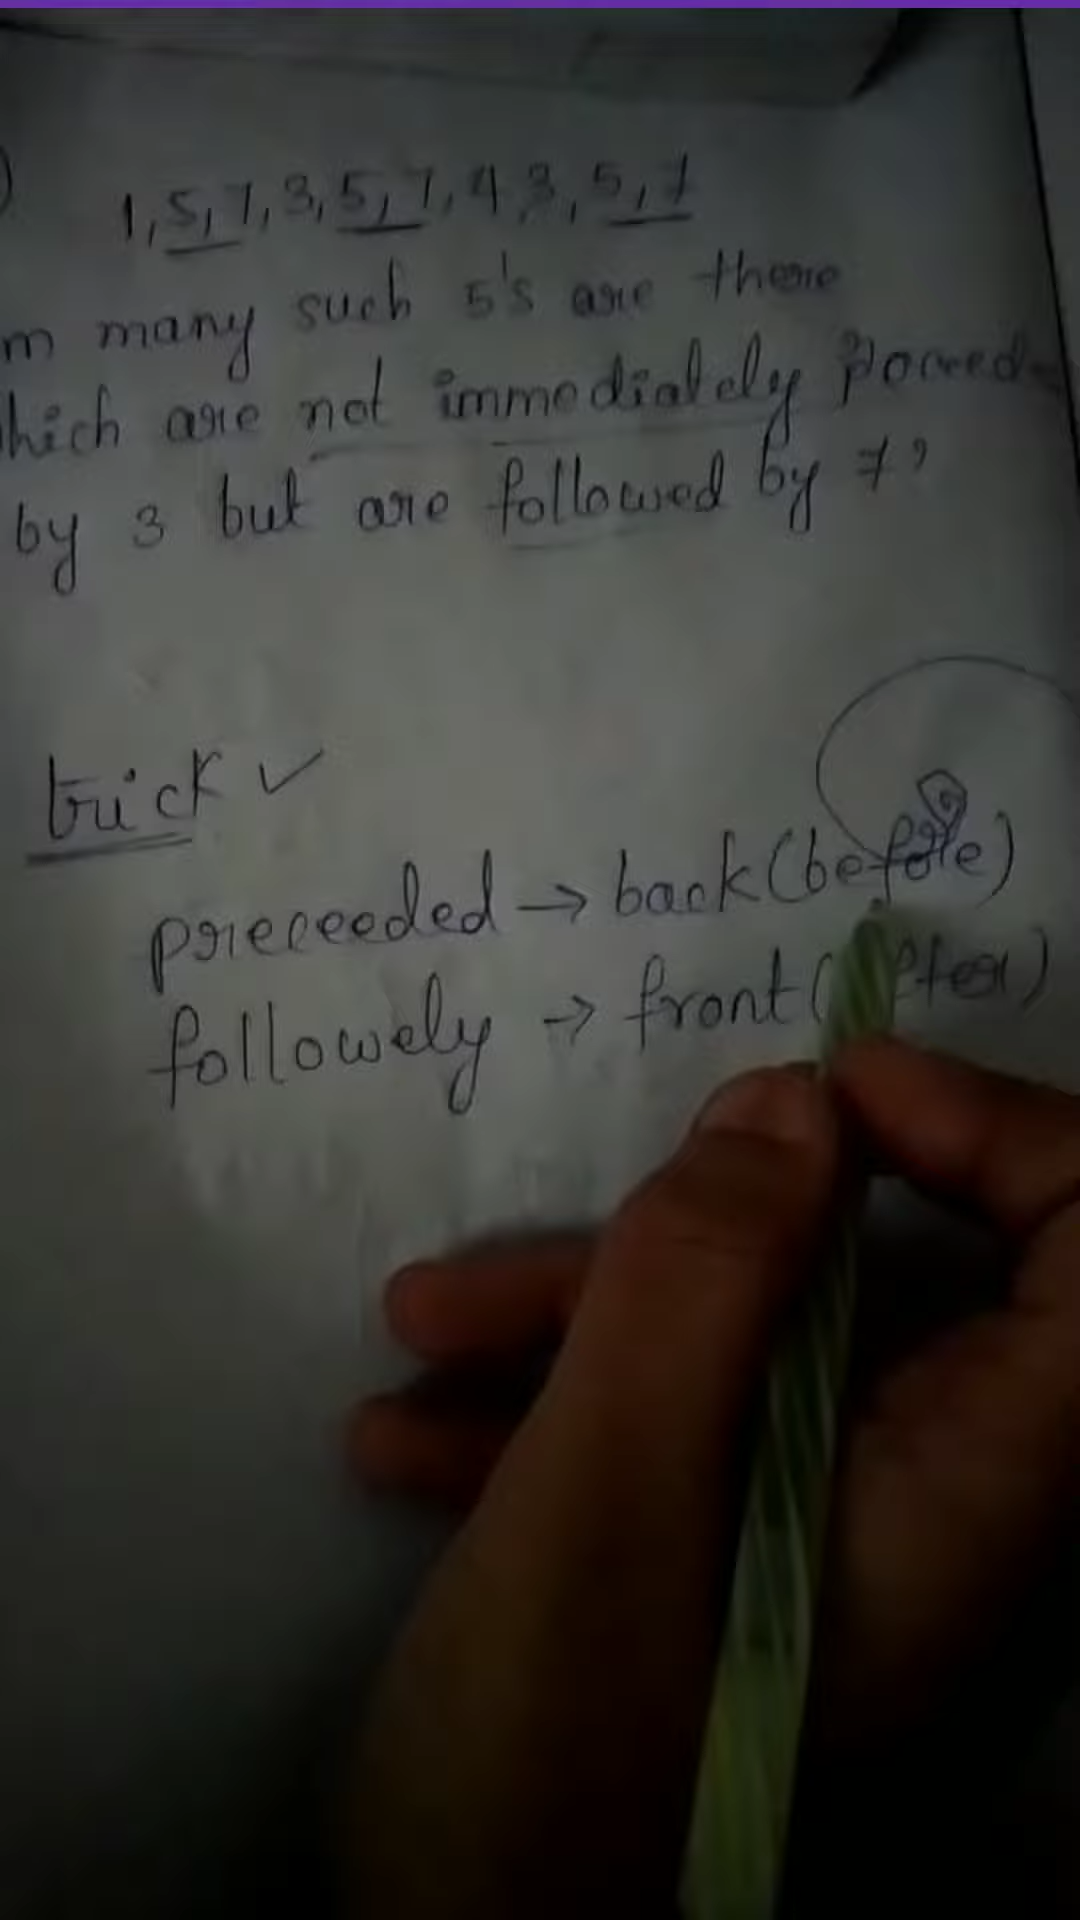 1, 5, 7, 3, 5, 7, 4 3, 5, 7
m many such 5's are there
hich are not immediately
by 3 but are followed by 7?
trick ✓
preceeded → back (before)
followely → front (